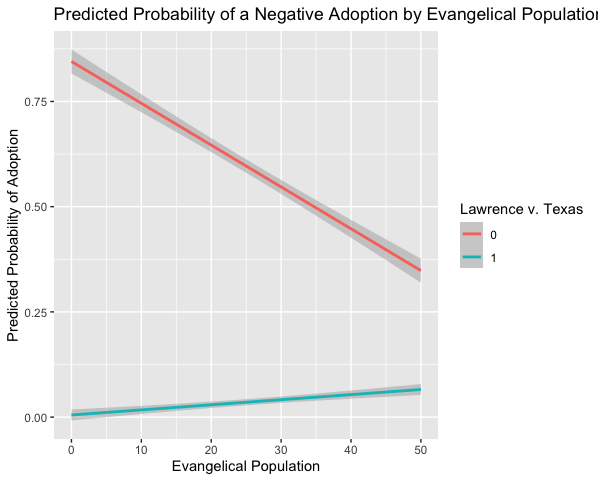 Predicted Probability of a Negative Adoption by Evangelical Population
Predicted Probability of Adoption
0.75
0.50
0.25
0.00
0 10 20 30 40 50
Evangelical Population
Lawrence v. Texas
0
1